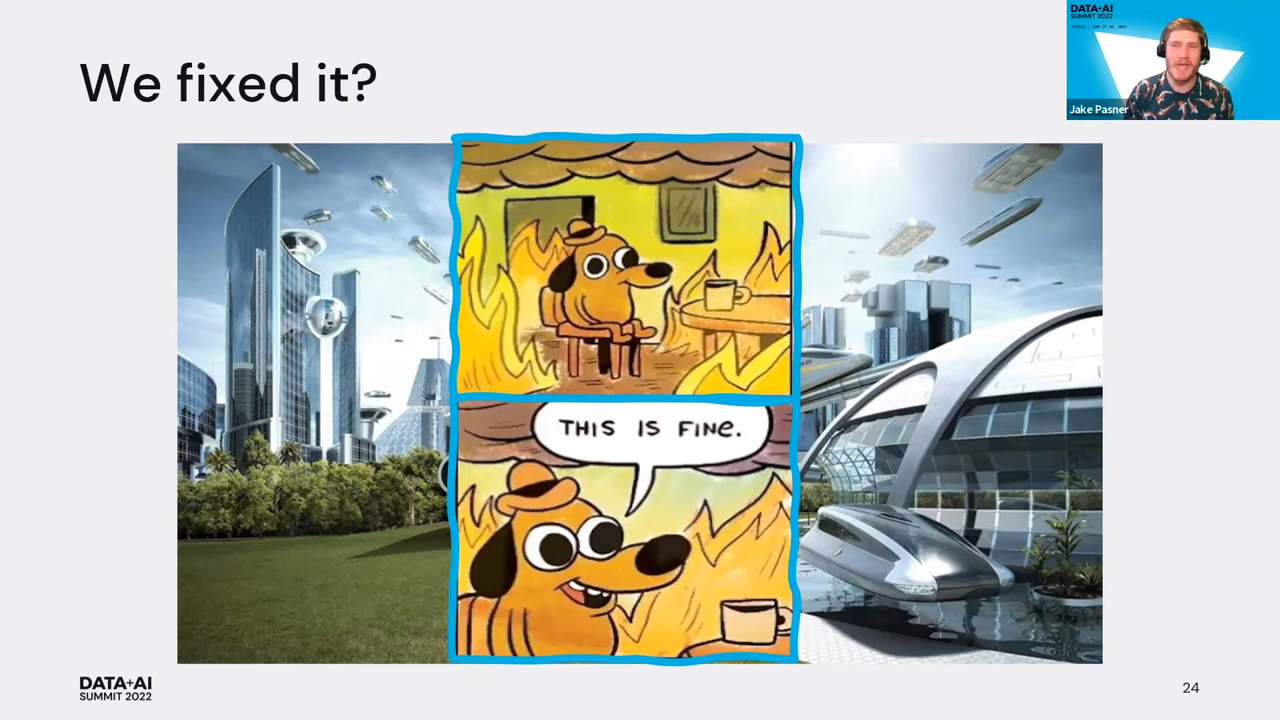 We fixed it?
DATA+AI
SUMMIT 2022
Jake Pasner
THIS IS FINE.
DATA+AI
SUMMIT 2022
24